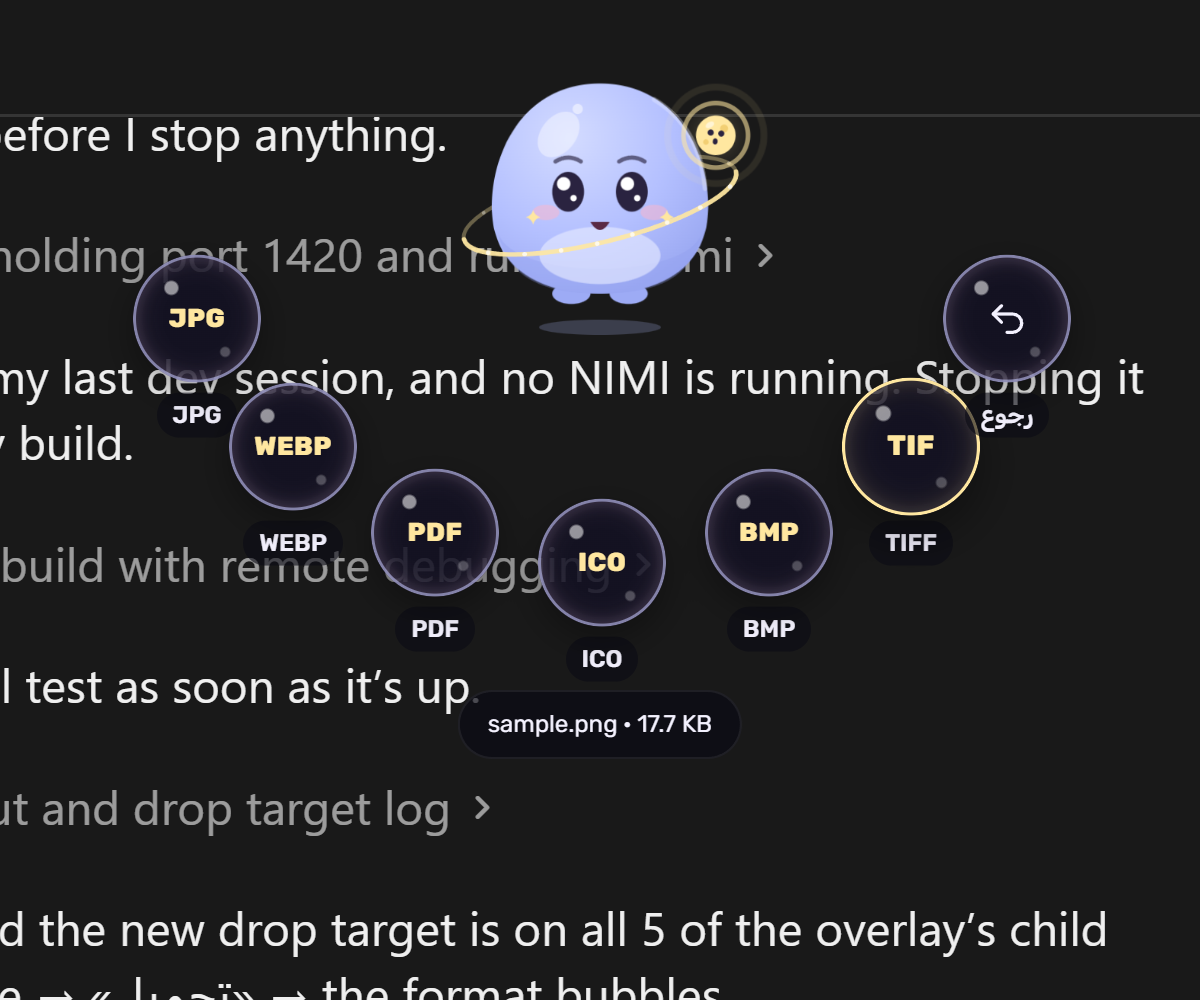 before I stop anything.
holding port 1420 and
mi
JPG
my last dev session, and no NIMI is running. Stopping it
JPG
رجوع
WEBP
TIF
y build.
PDF
BMP
WEBP
TIFF
ICO
build with remote debugging
PDF
BMP
ICO
l test as soon as it's up.
sample.png • 17.7 KB
ut and drop target log
d the new drop target is on all 5 of the overlay's child
e → « » → the format bubbles